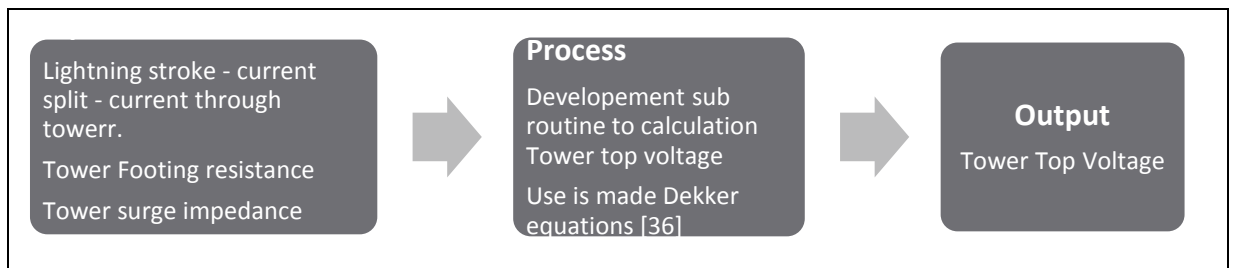 Lightning stroke - current
split - current through
towerr.
Tower Footing resistance
Tower surge impedance
Process
Developement sub
routine to calculation
Tower top voltage
Use is made Dekker
equations [36]
Output
Tower Top Voltage